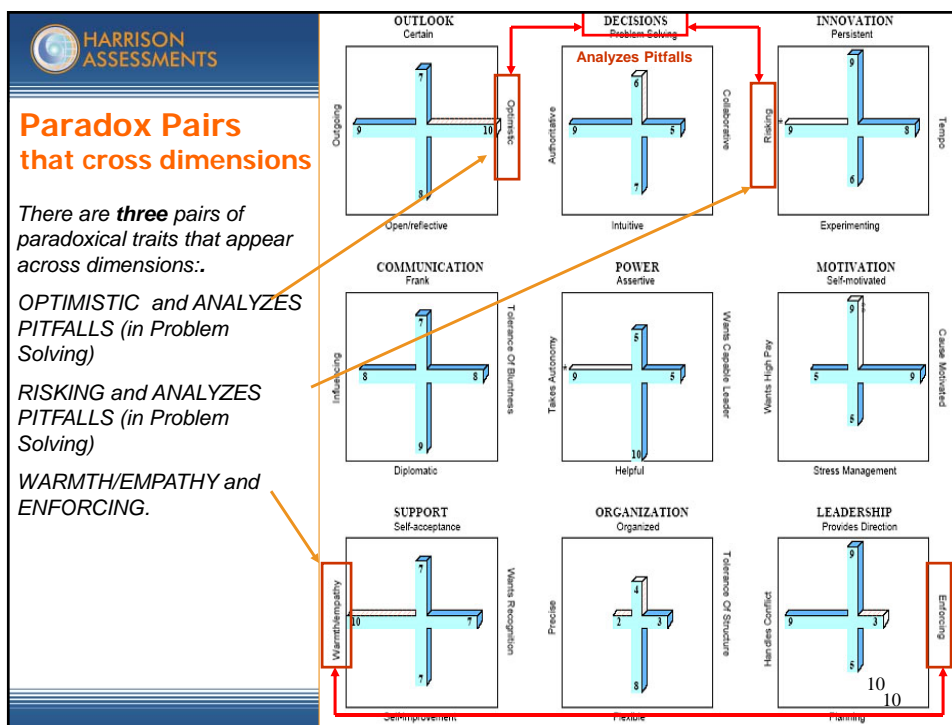 HARRISON
ASSESSMENTS
Paradox Pairs
that cross dimensions
There are three pairs of
paradoxical traits that appear
across dimensions:.
OPTIMISTIC and ANALYZES
PITFALLS (in Problem
Solving)
RISKING and ANALYZES
PITFALLS (in Problem
Solving)
WARMTH/EMPATHY and
ENFORCING.
OUTLOOK
Certain
Outgoing
7
9
10
8
Optimistic
Open/reflective
DECISIONS
Problem Solving
Analyzes Pitfalls
Authoritative
6
9
5
7
Collaborative
Intuitive
INNOVATION
Persistent
Risking
9
*
9
8
6
Tempo
Experimenting
COMMUNICATION
Frank
Influencing
7
8
8
9
Tolerance Of Bluntness
Diplomatic
POWER
Assertive
Takes Autonomy
5
*
9
5
10
Wants Capable Leader
Helpful
MOTIVATION
Self-motivated
Wants High Pay
9
5
9
5
Cause Motivated
Stress Management
SUPPORT
Self-acceptance
Warmth/empathy
7
10
7
7
Wants Recognition
Self-Improvement
ORGANIZATION
Organized
Precise
4
2
3
8
Tolerance Of Structure
Flexible
LEADERSHIP
Provides Direction
Handles Conflict
9
9
3
5
Enforcing
Planning
10
10